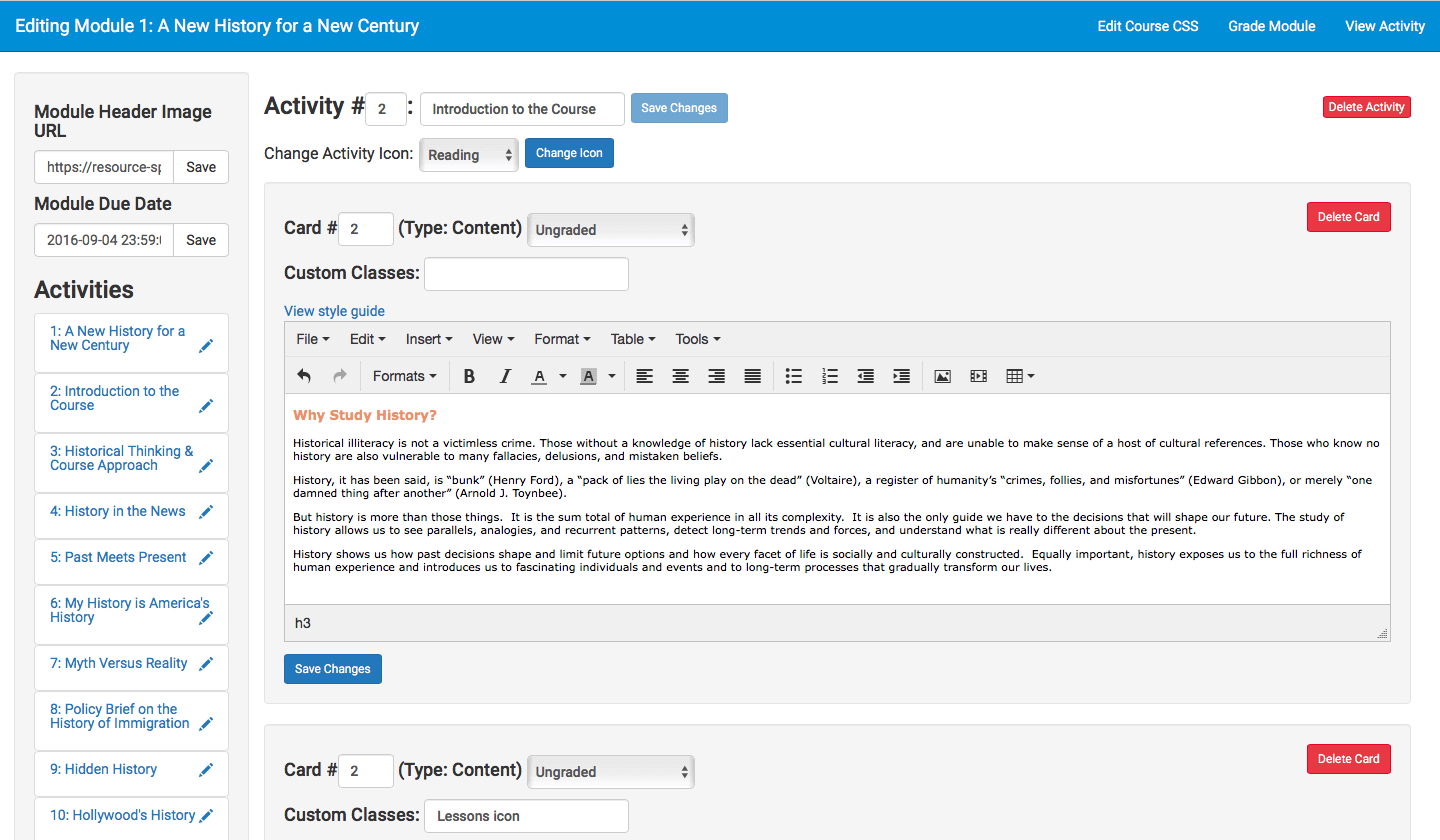 Editing Module 1: A New History for a New Century
Edit Course CSS
Grade Module
View Activity
Module Header Image
URL
https://resource-sp
Save
Module Due Date
2016-09-04 23:59:
Save
Activities
1: A New History for a
New Century
2: Introduction to the
Course
3: Historical Thinking &
Course Approach
4: History in the News
5: Past Meets Present
6: My History is America's
History
7: Myth Versus Reality
8: Policy Brief on the
History of Immigration
9: Hidden History
10: Hollywood's History
Activity # 2 : Introduction to the Course Save Changes
Delete Activity
Change Activity Icon: Reading Change Icon
Card # 2 (Type: Content) Ungraded
Delete Card
Custom Classes:
View style guide
File Edit Insert View Format Table Tools
Formats B I A A
Why Study History?
Historical illiteracy is not a victimless crime. Those without a knowledge of history lack essential cultural literacy, and are unable to make sense of a host of cultural references. Those who know no
history are also vulnerable to many fallacies, delusions, and mistaken beliefs.
History, it has been said, is “bunk” (Henry Ford), a “pack of lies the living play on the dead” (Voltaire), a register of humanity’s “crimes, follies, and misfortunes” (Edward Gibbon), or merely “one
damned thing after another” (Arnold J. Toynbee).
But history is more than those things.  It is the sum total of human experience in all its complexity.  It is also the only guide we have to the decisions that will shape our future. The study of
history allows us to see parallels, analogies, and recurrent patterns, detect long-term trends and forces, and understand what is really different about the present.
History shows us how past decisions shape and limit future options and how every facet of life is socially and culturally constructed.  Equally important, history exposes us to the full richness of
human experience and introduces us to fascinating individuals and events and to long-term processes that gradually transform our lives.
h3
Save Changes
Card # 2 (Type: Content) Ungraded
Delete Card
Custom Classes: Lessons icon